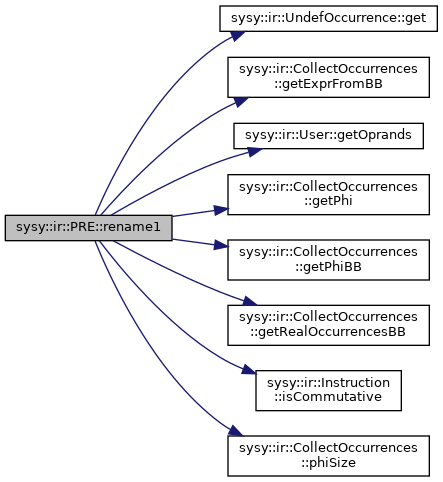 sysy::ir::UndefOccurrence::get
sysy::ir::CollectOccurrences
::getExprFromBB
sysy::ir::User::getOprands
sysy::ir::CollectOccurrences
::getPhi
sysy::ir::PRE::rename1
sysy::ir::CollectOccurrences
::getPhiBB
sysy::ir::CollectOccurrences
::getRealOccurrencesBB
sysy::ir::Instruction
::isCommutative
sysy::ir::CollectOccurrences
::phiSize